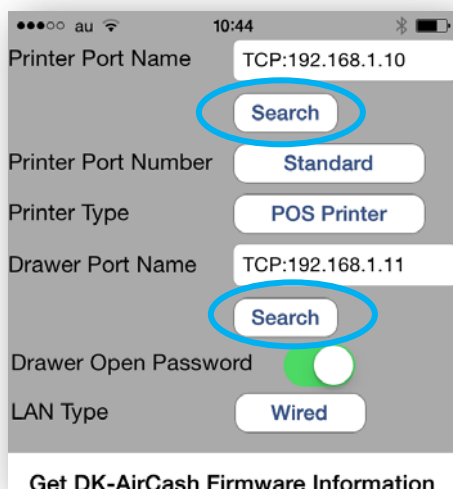 au 10:44
Printer Port Name TCP:192.168.1.10
Search
Printer Port Number Standard
Printer Type POS Printer
Drawer Port Name TCP:192.168.1.11
Search
Drawer Open Password
LAN Type Wired
Get DK-AirCash Firmware Information